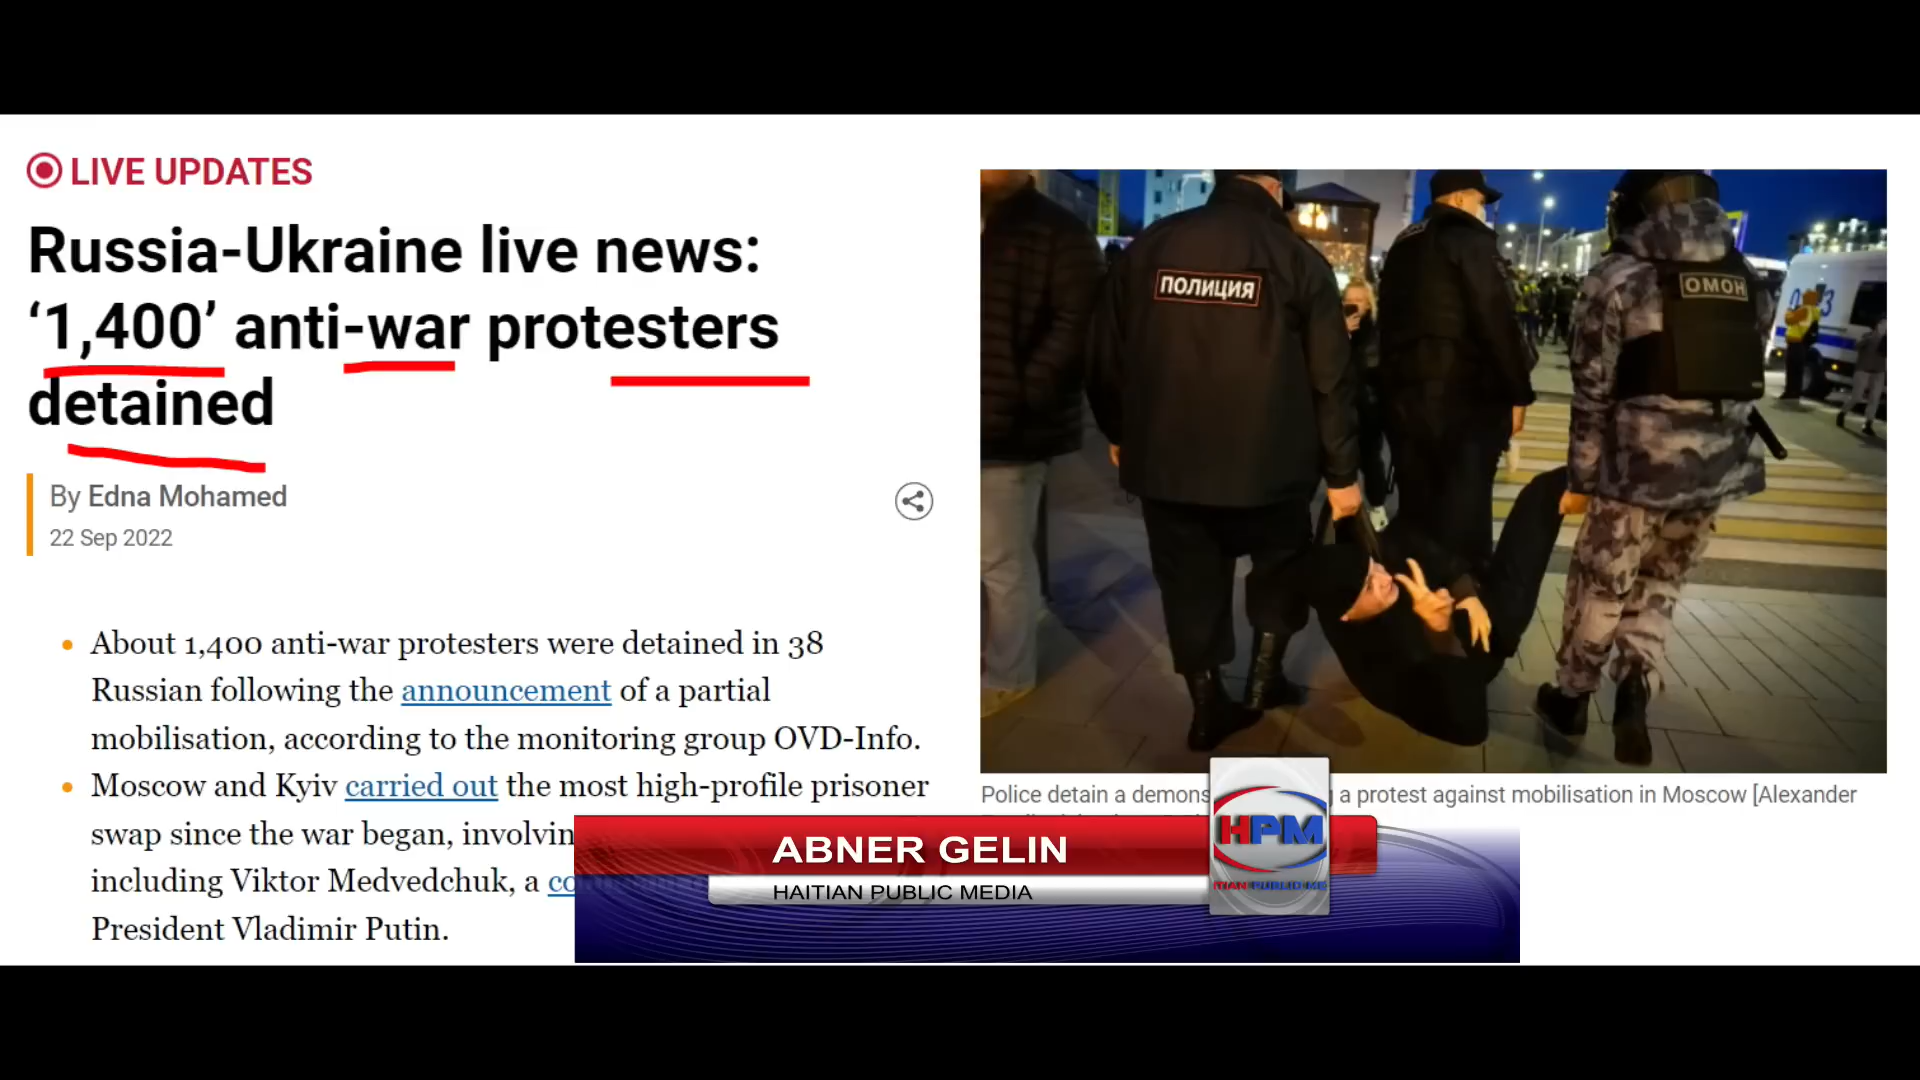 LIVE UPDATES
Russia-Ukraine live news:
‘1,400’ anti-war protesters
detained
By Edna Mohamed
22 Sep 2022
About 1,400 anti-war protesters were detained in 38
Russian following the announcement of a partial
mobilisation, according to the monitoring group OVD-Info.
Moscow and Kyiv carried out the most high-profile prisoner
swap since the war began,
including Viktor Medvedchuk, a
President Vladimir Putin.
ПОЛИЦИЯ
ОМОН
Police detain a a protest against mobilisation in Moscow [Alexander
ABNER GELIN
HAITIAN PUBLIC MEDIA
HPM